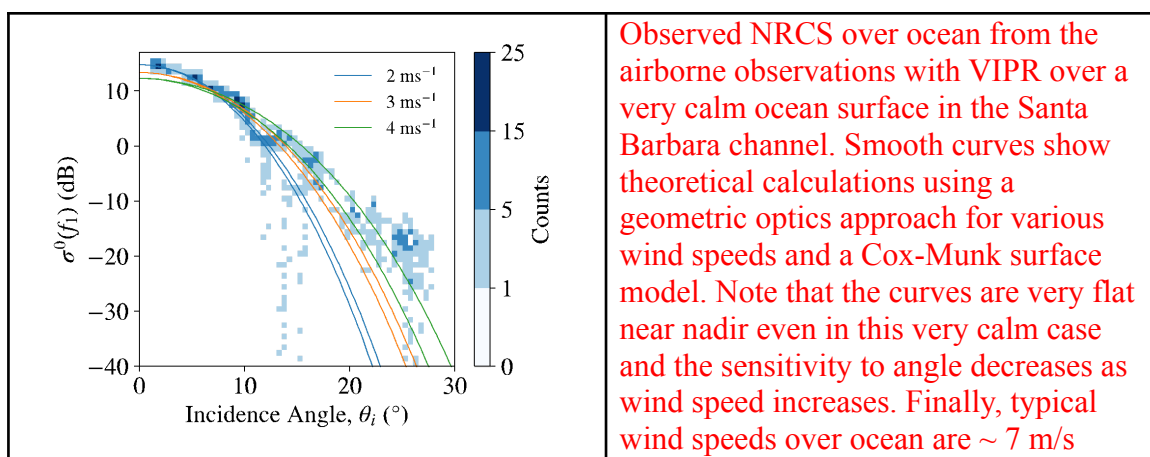 25
15
5
1
0
Counts
10
0
−10
−20
−30
−40
σ⁰(f₁) (dB)
2 ms⁻¹
3 ms⁻¹
4 ms⁻¹
0
10
20
30
Incidence Angle, θᵢ (°)
Observed NRCS over ocean from the
airborne observations with VIPR over a
very calm ocean surface in the Santa
Barbara channel. Smooth curves show
theoretical calculations using a
geometric optics approach for various
wind speeds and a Cox-Munk surface
model. Note that the curves are very flat
near nadir even in this very calm case
and the sensitivity to angle decreases as
wind speed increases. Finally, typical
wind speeds over ocean are ~ 7 m/s